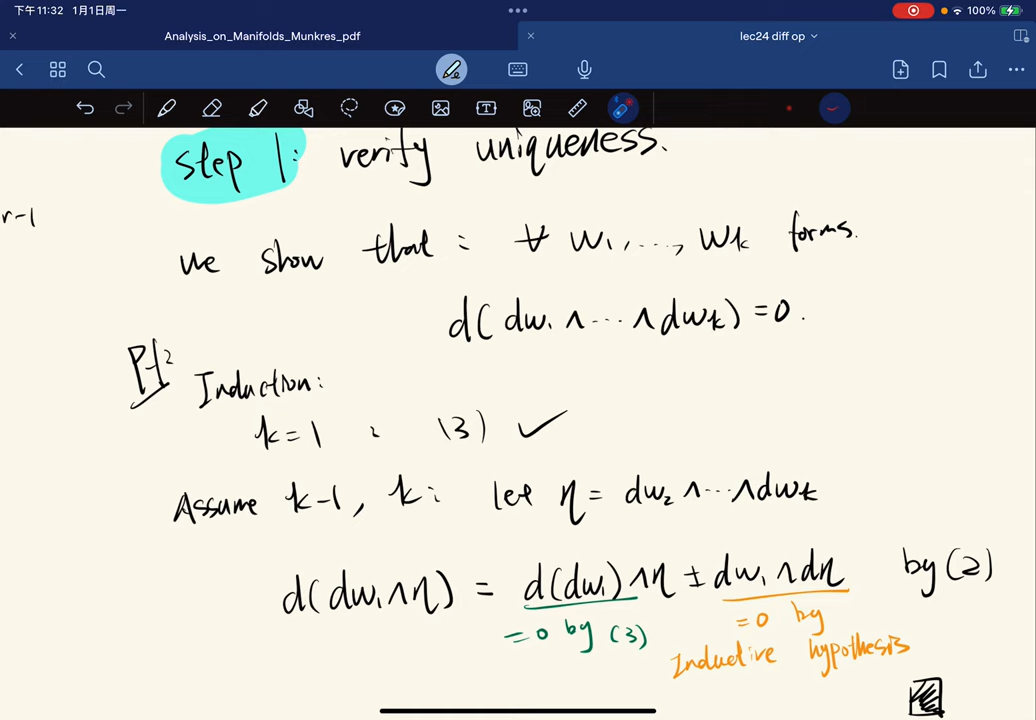 下午11:32 1月1日周一
100%
Analysis_on_Manifolds_Munkres_pdf
lec24 diff op
step 1: verify uniqueness.
r-1
we show that : ∀ w₁, ..., wₖ forms.
d( dw₁ ∧ ... ∧ dwₖ) = 0.
Pf²
Induction:
k=1 : (3) ✓
Assume k-1, k: let η = dw₂ ∧ ... ∧ dwₖ
d(dw₁ ∧ η) = d(dw₁) ∧ η ± dw₁ ∧ dη by (2)
= 0 by (3)
= 0 by
Inductive hypothesis